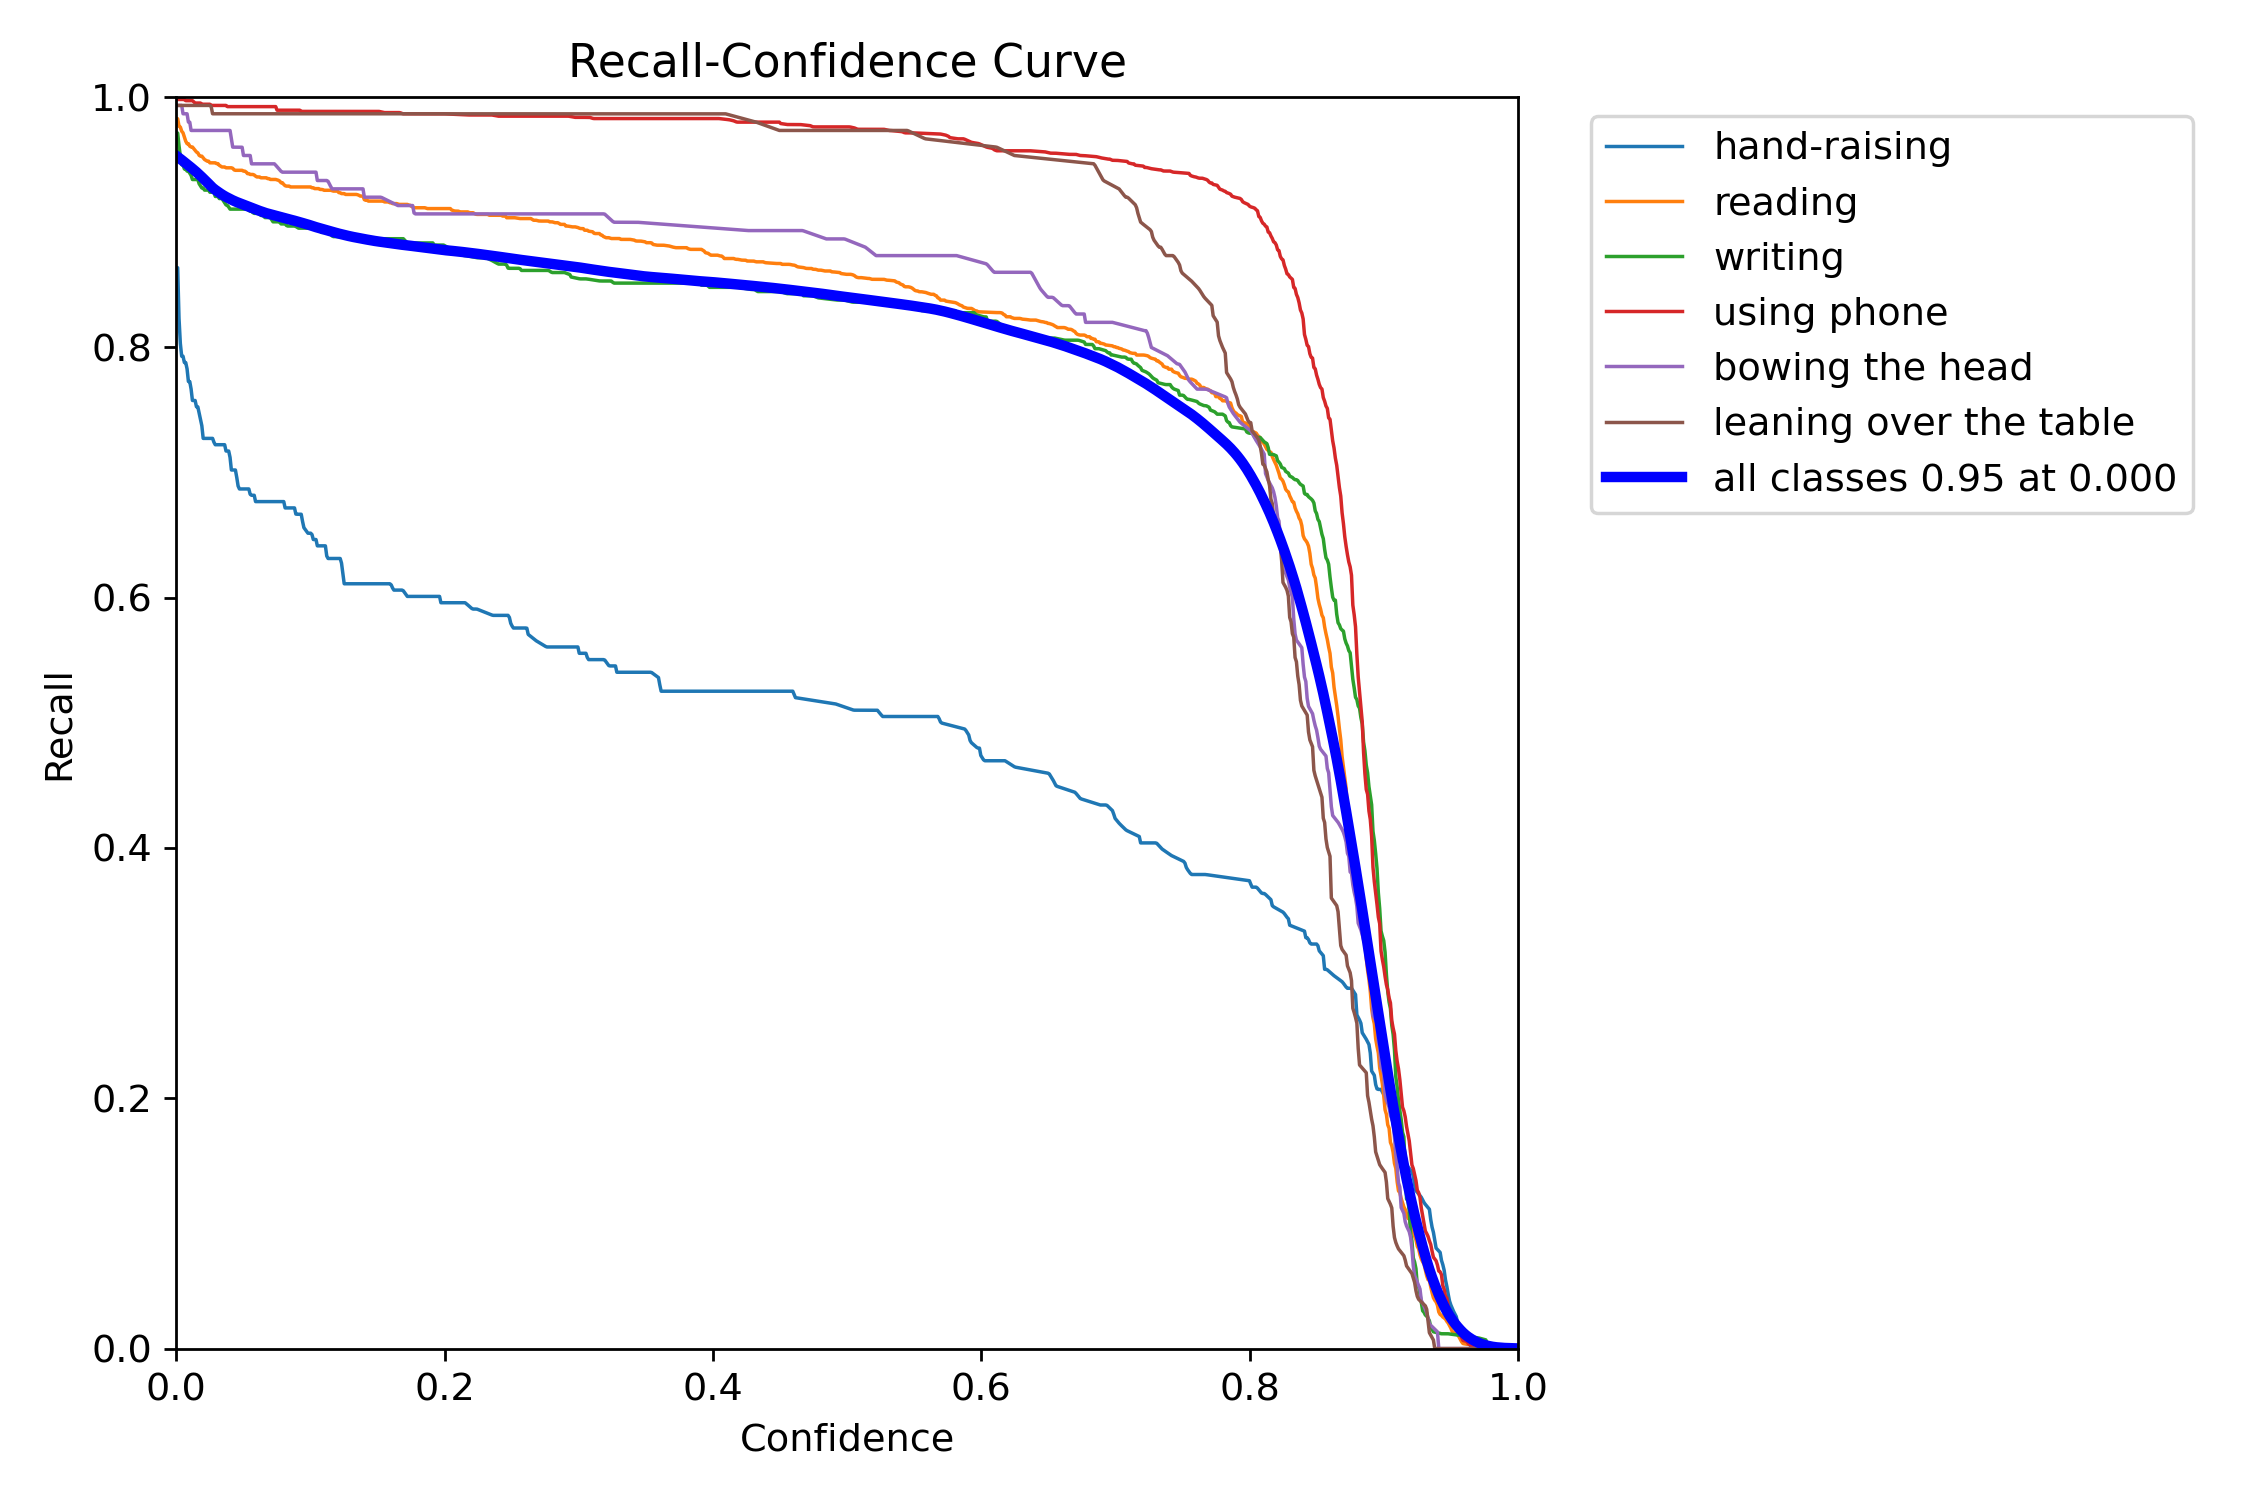 Recall-Confidence Curve
1.0
0.8
0.6
0.4
0.2
0.0
Recall
0.0 0.2 0.4 0.6 0.8 1.0
Confidence
hand-raising
reading
writing
using phone
bowing the head
leaning over the table
all classes 0.95 at 0.000